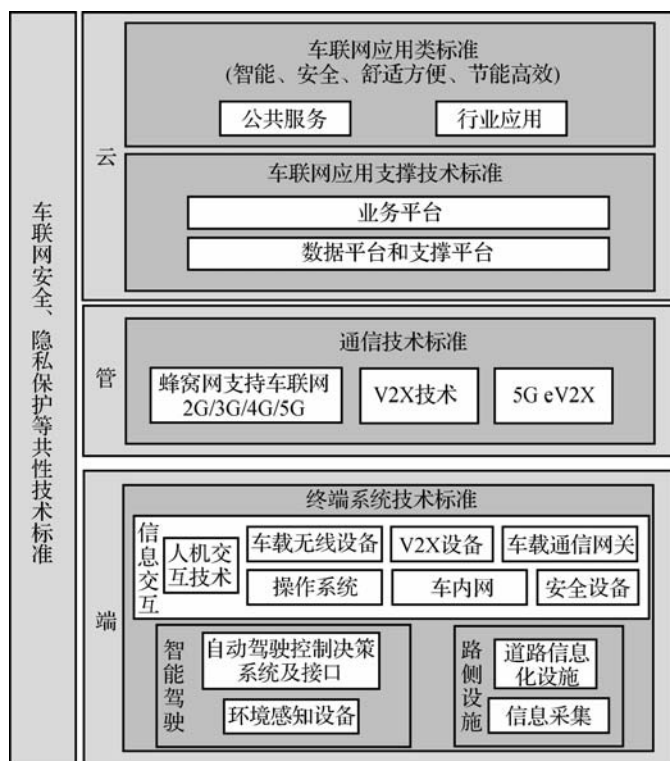 车联网安全、隐私保护等共性技术标准
云
车联网应用类标准
(智能、安全、舒适方便、节能高效)
公共服务
行业应用
车联网应用支撑技术标准
业务平台
数据平台和支撑平台
管
通信技术标准
蜂窝网支持车联网
2G/3G/4G/5G
V2X技术
5G eV2X
端
终端系统技术标准
信息交互
人机交
互技术
车载无线设备
V2X设备
车载通信网关
操作系统
车内网
安全设备
智能驾驶
自动驾驶控制决策
系统及接口
环境感知设备
路侧设施
道路信息
化设施
信息采集